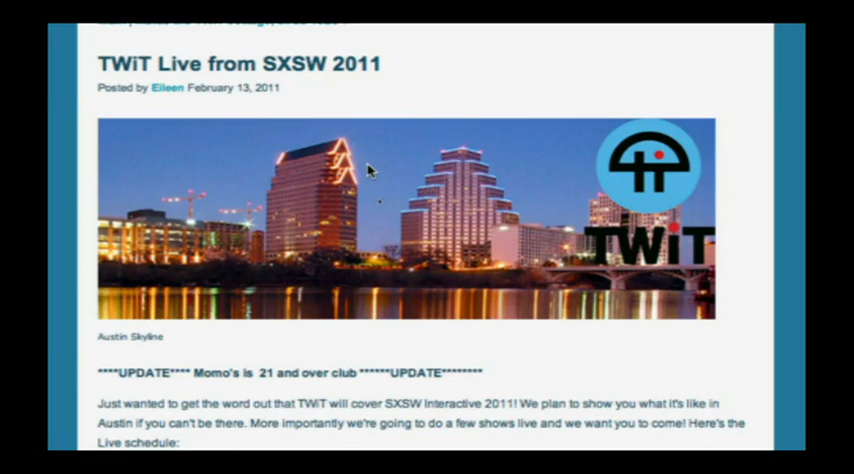 TWiT Live from SXSW 2011
Posted by Eileen February 13, 2011
TWiT
Austin Skyline
****UPDATE**** Momo's is 21 and over club ******UPDATE********
Just wanted to get the word out that TWiT will cover SXSW Interactive 2011! We plan to show you what it's like in
Austin if you can't be there. More importantly we're going to do a few shows live and we want you to come! Here's the
Live schedule: